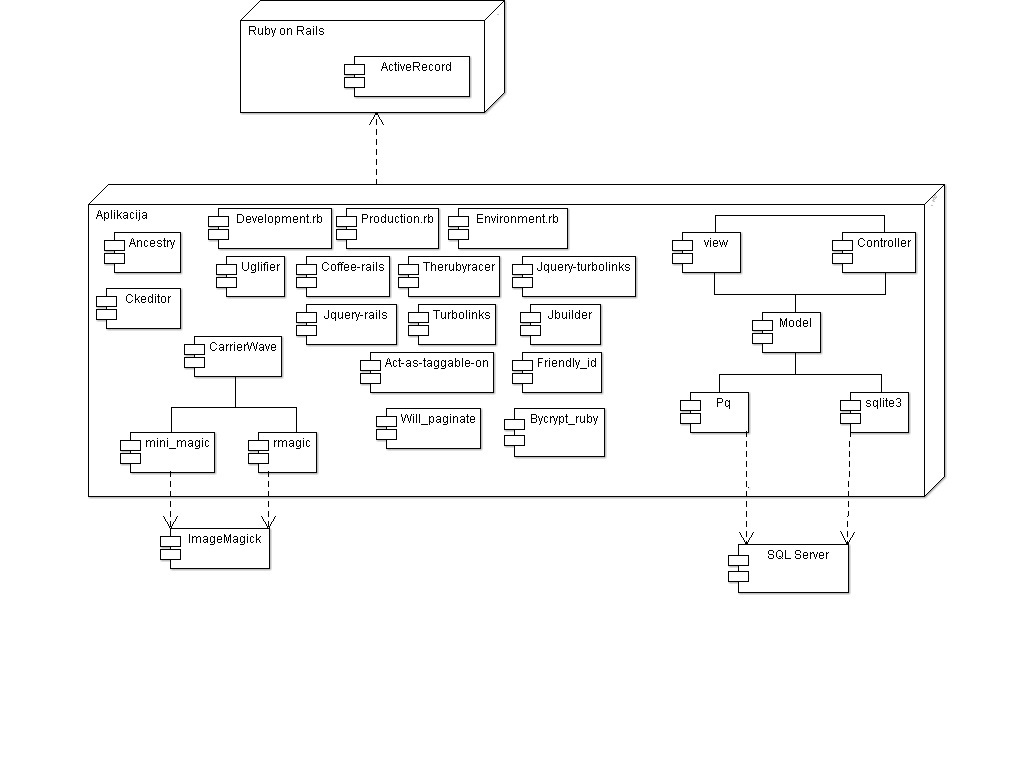 Ruby on Rails
ActiveRecord
Aplikacija
Development.rb
Production.rb
Environment.rb
Ancestry
view
Controller
Uglifier
Coffee-rails
Therubyracer
Jquery-turbolinks
Ckeditor
Jquery-rails
Turbolinks
Jbuilder
Model
CarrierWave
Act-as-taggable-on
Friendly_id
Pq
sqlite3
Will_paginate
Bycrypt_ruby
mini_magic
rmagic
ImageMagick
SQL Server